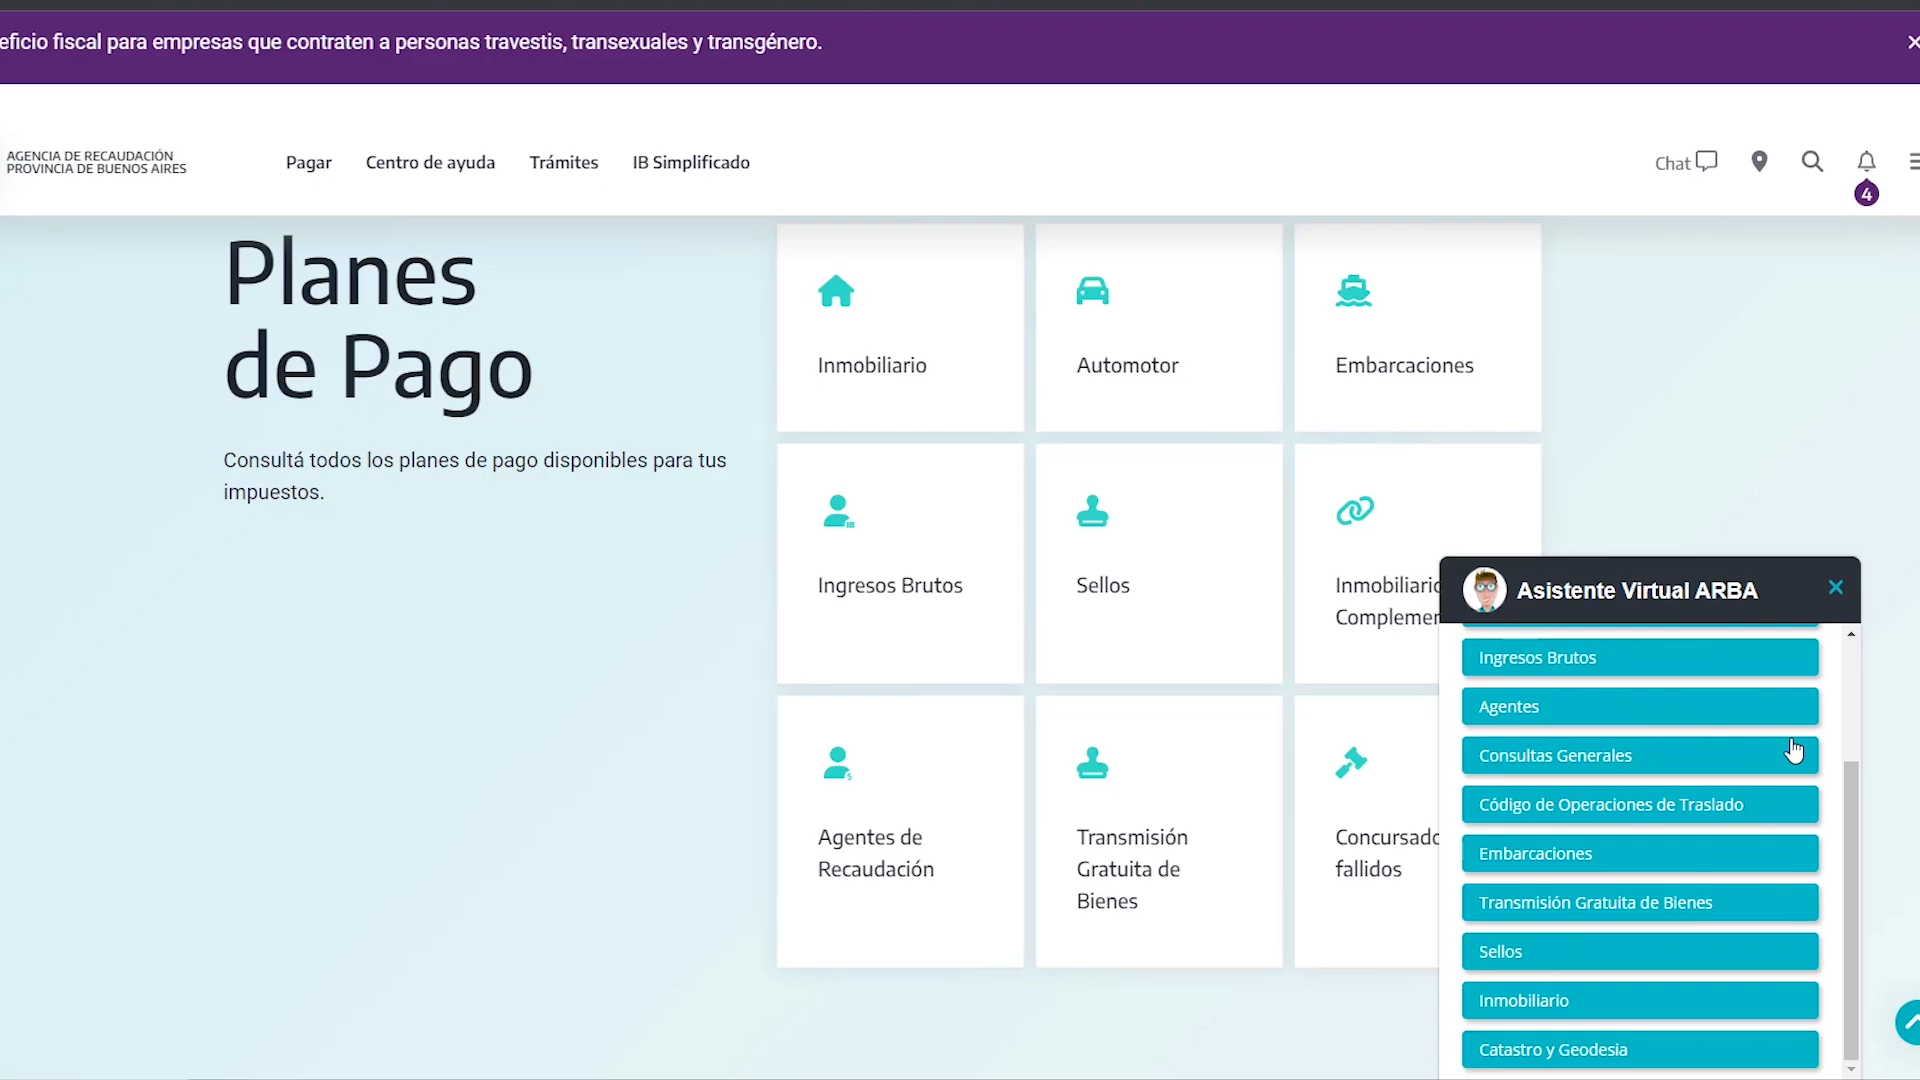 eficio fiscal para empresas que contraten a personas travestis, transexuales y transgénero.
AGENCIA DE RECAUDACIÓN
PROVINCIA DE BUENOS AIRES
Pagar
Centro de ayuda
Trámites
IB Simplificado
Chat
4
Planes
de Pago
Consultá todos los planes de pago disponibles para tus
impuestos.
Inmobiliario
Automotor
Embarcaciones
IB
Ingresos Brutos
Sellos
Inmobiliario
Complemen
$
Agentes de
Recaudación
Transmisión
Gratuita de
Bienes
Concursado
fallidos
Asistente Virtual ARBA
Ingresos Brutos
Agentes
Consultas Generales
Código de Operaciones de Traslado
Embarcaciones
Transmisión Gratuita de Bienes
Sellos
Inmobiliario
Catastro y Geodesia